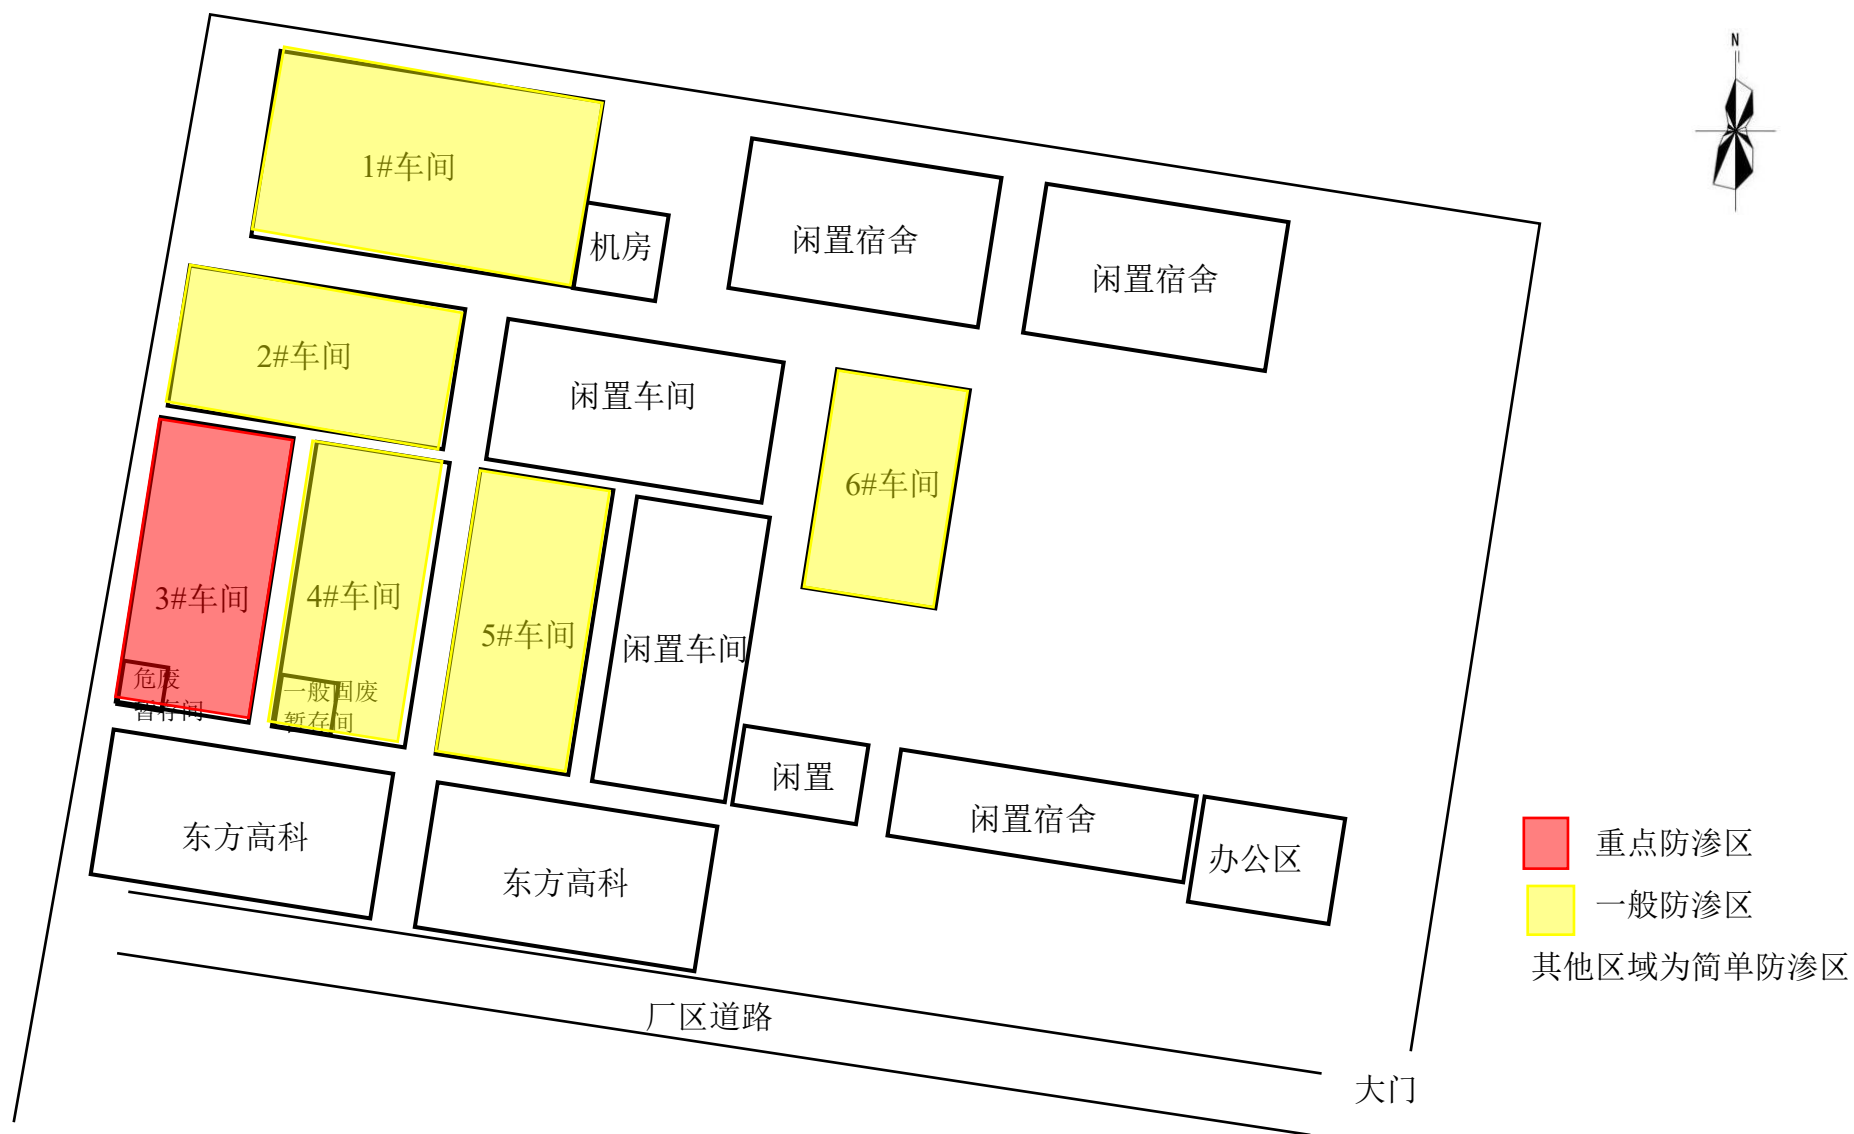 N
1#车间
机房
闲置宿舍
闲置宿舍
2#车间
闲置车间
6#车间
3#车间
4#车间
5#车间
闲置车间
危废
暂存间
一般固废
暂存间
闲置
闲置宿舍
办公区
东方高科
东方高科
重点防渗区
一般防渗区
其他区域为简单防渗区
厂区道路
大门